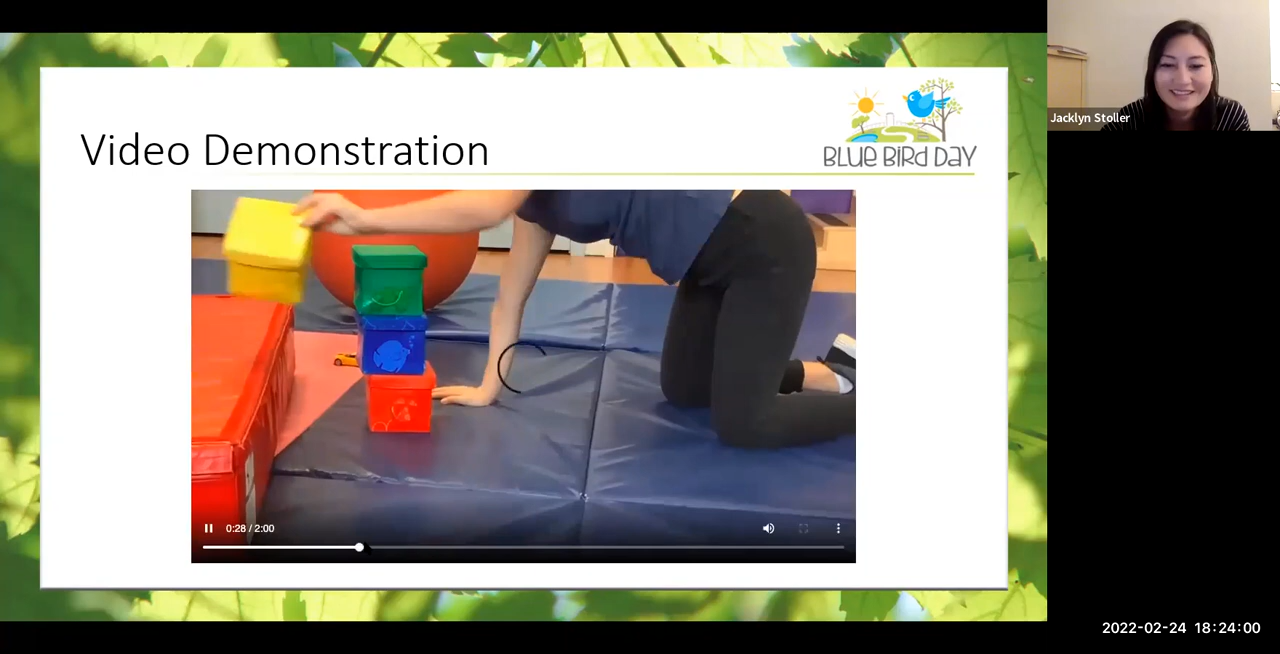 Video Demonstration
BLUE BIRD DAY
Jacklyn Stoller
0:28 / 2:00
2022-02-24 18:24:00